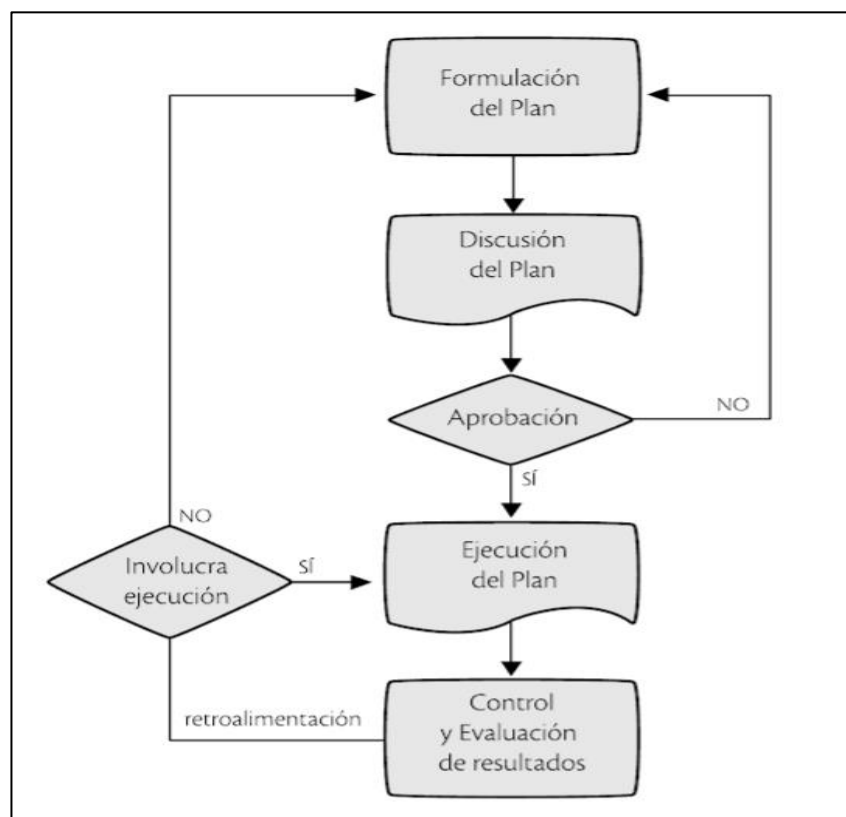 Formulación
del Plan
Discusión
del Plan
Aprobación
NO
SÍ
NO
Involucra
ejecución
SÍ
Ejecución
del Plan
retroalimentación
Control
y Evaluación
de resultados